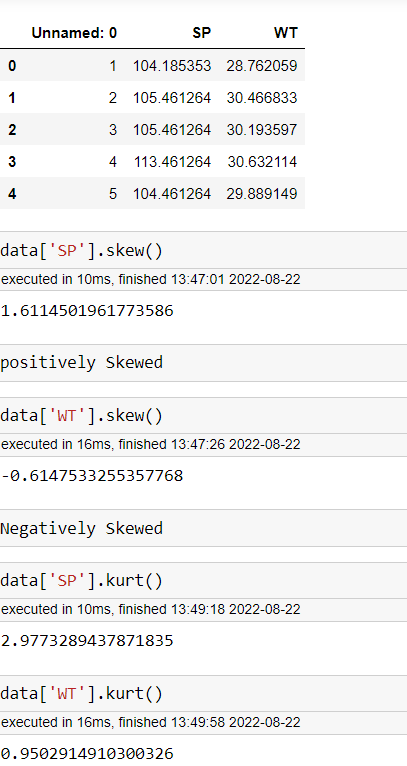 Unnamed: 0 SP WT
0 1 104.185353 28.762059
1 2 105.461264 30.466833
2 3 105.461264 30.193597
3 4 113.461264 30.632114
4 5 104.461264 29.889149
data['SP'].skew()
executed in 10ms, finished 13:47:01 2022-08-22
1.6114501961773586
positively Skewed
data['WT'].skew()
executed in 16ms, finished 13:47:26 2022-08-22
-0.6147533255357768
Negatively Skewed
data['SP'].kurt()
executed in 10ms, finished 13:49:18 2022-08-22
2.9773289437871835
data['WT'].kurt()
executed in 16ms, finished 13:49:58 2022-08-22
0.9502914910300326